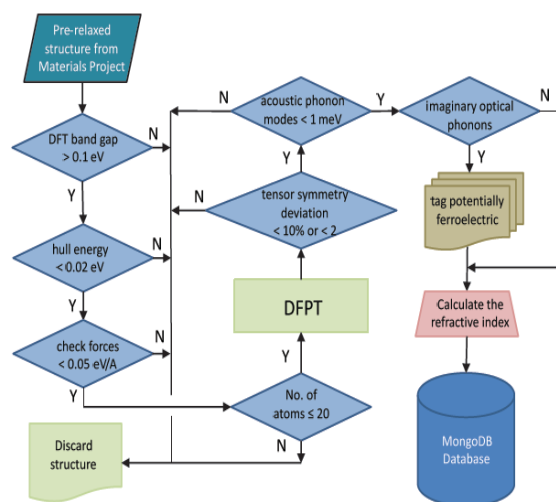 Pre-relaxed
structure from
Materials Project
DFT band gap
> 0.1 eV
N
Y
hull energy
< 0.02 eV
N
Y
check forces
< 0.05 eV/A
N
Y
Discard
structure
N
acoustic phonon
modes < 1 meV
Y
Y
tensor symmetry
deviation
< 10% or < 2
N
DFPT
Y
No. of
atoms ≤ 20
N
imaginary optical
phonons
N
Y
tag potentially
ferroelectric
Calculate the
refractive index
MongoDB
Database